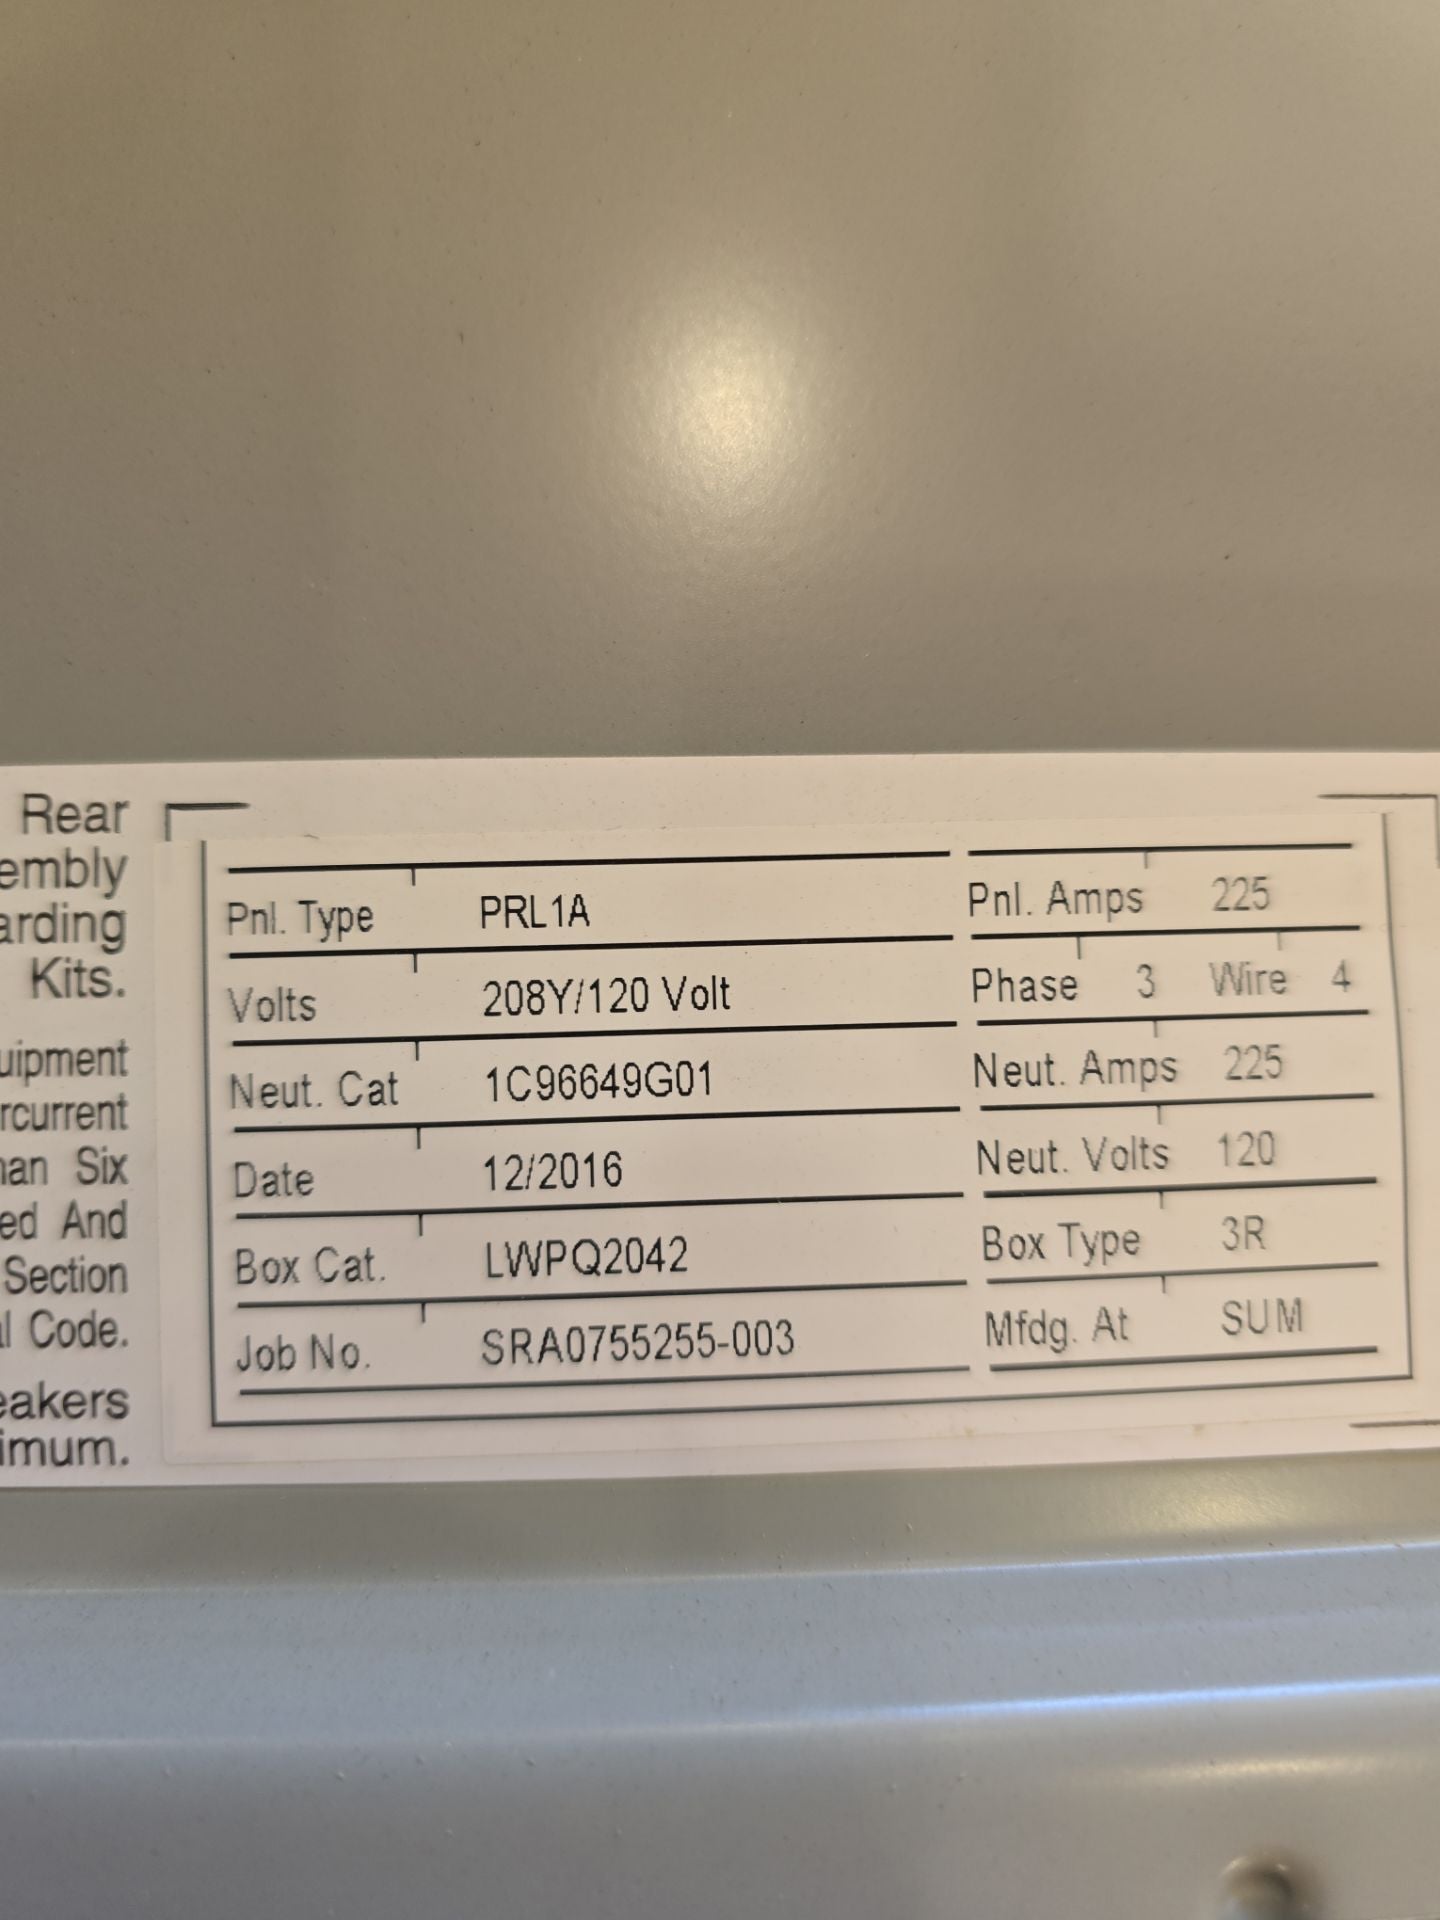 Rear
embly
arding
Kits.
uipment
rcurrent
an Six
ed And
Section
l Code.
eakers
imum.
Pnl. Type PRL1A Pnl. Amps 225
Volts 208Y/120 Volt Phase 3 Wire 4
Neut. Cat 1C96649G01 Neut. Amps 225
Date 12/2016 Neut. Volts 120
Box Cat. LWPQ2042 Box Type 3R
Job No. SRA0755255-003 Mfdg. At SUM